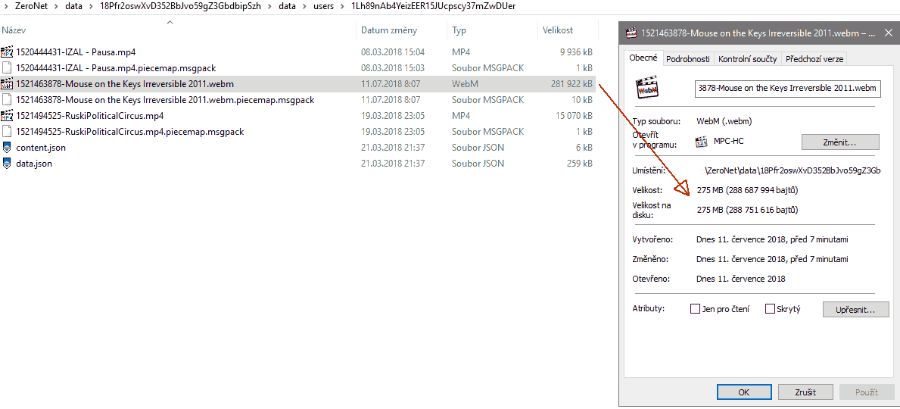 ZeroNet › data › 18Pfr2oswXvD352BbJvo59gZ3GbdbipSzh › data › users › 1Lh89nAb4YeizEER15JUcpscy37mZwDUer
Název Datum změny Typ Velikost
1520444431-IZAL - Pausa.mp4 08.03.2018 15:04 MP4 9 936 kB
1520444431-IZAL - Pausa.mp4.piecemap.msgpack 08.03.2018 15:03 Soubor MSGPACK 1 kB
1521463878-Mouse on the Keys Irreversible 2011.webm 11.07.2018 8:07 WebM 281 922 kB
1521463878-Mouse on the Keys Irreversible 2011.webm.piecemap.msgpack 11.07.2018 8:07 Soubor MSGPACK 10 kB
1521494525-RuskiPoliticalCircus.mp4 19.03.2018 23:05 MP4 15 070 kB
1521494525-RuskiPoliticalCircus.mp4.piecemap.msgpack 19.03.2018 23:05 Soubor MSGPACK 1 kB
content.json 21.03.2018 21:37 Soubor JSON 6 kB
data.json 21.03.2018 21:37 Soubor JSON 259 kB
1521463878-Mouse on the Keys Irreversible 2011.webm – ...
Obecné Podrobnosti Kontrolní součty Předchozí verze
WebM
3878-Mouse on the Keys Irreversible 2011.webm
Typ souboru: WebM (.webm)
Otevřít
v programu: MPC-HC Změnit...
Umístění: \ZeroNet\data\18Pfr2oswXvD352BbJvo59gZ3Gb
Velikost: 275 MB (288 687 994 bajtů)
Velikost na
disku: 275 MB (288 751 616 bajtů)
Vytvořeno: Dnes 11. července 2018, před 7 minutami
Změněno: Dnes 11. července 2018, před 7 minutami
Otevřeno: Dnes 11. července 2018
Atributy: Jen pro čtení Skrytý Upřesnit...
OK Zrušit Použít